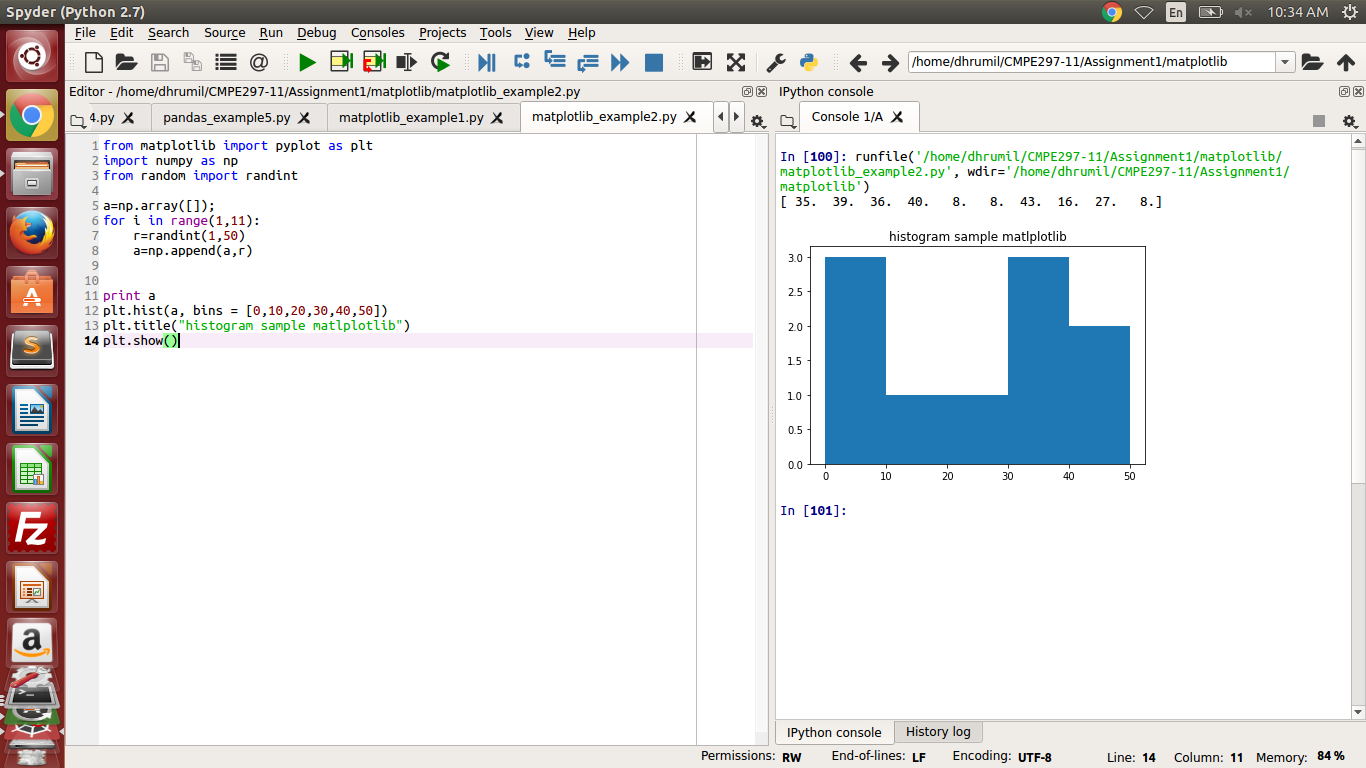 Spyder (Python 2.7)
En
10:34 AM
File Edit Search Source Run Debug Consoles Projects Tools View Help
@
/home/dhrumil/CMPE297-11/Assignment1/matplotlib
Editor - /home/dhrumil/CMPE297-11/Assignment1/matplotlib/matplotlib_example2.py
4.py pandas_example5.py matplotlib_example1.py matplotlib_example2.py
1 from matplotlib import pyplot as plt
2 import numpy as np
3 from random import randint
4
5 a=np.array([]);
6 for i in range(1,11):
7     r=randint(1,50)
8     a=np.append(a,r)
9
10
11 print a
12 plt.hist(a, bins = [0,10,20,30,40,50])
13 plt.title("histogram sample matlplotlib")
14 plt.show()
IPython console
Console 1/A
In [100]: runfile('/home/dhrumil/CMPE297-11/Assignment1/matplotlib/
matplotlib_example2.py', wdir='/home/dhrumil/CMPE297-11/Assignment1/
matplotlib')
[ 35.  39.  36.  40.   8.   8.  43.  16.  27.   8.]
histogram sample matlplotlib
3.0
2.5
2.0
1.5
1.0
0.5
0.0
0 10 20 30 40 50
In [101]:
IPython console History log
Permissions: RW End-of-lines: LF Encoding: UTF-8 Line: 14 Column: 11 Memory: 84 %
S
Fz
a